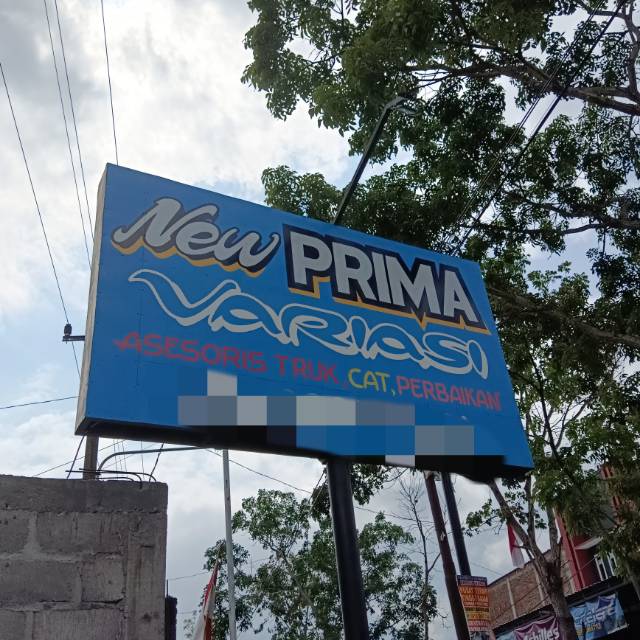 New PRIMA
VARIASI
ASESORIS TRUK, CAT, PERBAIKAN